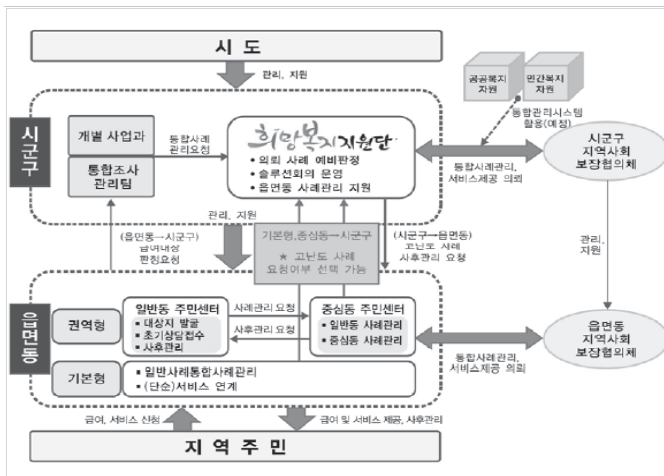 시 도
관리, 지원
공공복지
자원
민간복지
자원
통합관리시스템
활용(예정)
시군구
개별 사업과
통합조사
관리팀
통합사례
관리요청
희망복지지원단
▪ 의뢰 사례 예비판정
▪ 솔루션회의 운영
▪ 읍면동 사례관리 지원
통합사례관리,
서비스제공 의뢰
시군구
지역사회
보장협의체
관리, 지원
(읍면동→시군구)
급여대상
판정요청
기본형,중심동→시군구
★ 고난도 사례
요청여부 선택 가능
(시군구→읍면동)
고난도 사례
사후관리 요청
관리,
지원
읍면동
권역형
일반동 주민센터
▪ 대상자 발굴
▪ 초기상담접수
▪ 사후관리
사례관리 요청
사후관리 요청
중심동 주민센터
▪ 일반동 사례관리
▪ 중심동 사례관리
읍면동
지역사회
보장협의체
통합사례관리,
서비스제공 의뢰
기본형
▪ 일반사례통합사례관리
▪ (단순)서비스 연계
급여, 서비스 신청
급여 및 서비스 제공, 사후관리
지 역 주 민